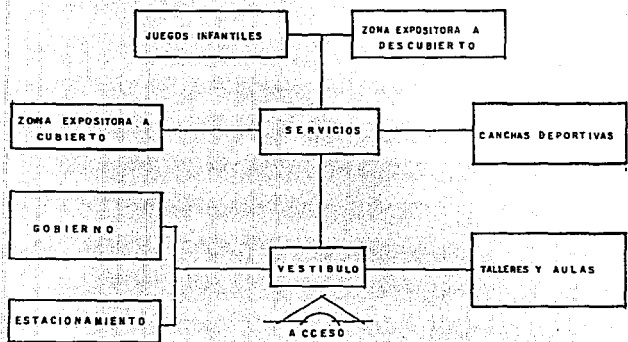 JUEGOS INFANTILES
ZONA EXPOSITORA A
DESCUBIERTO
ZONA EXPOSITORA A
CUBIERTO
SERVICIOS
CANCHAS DEPORTIVAS
GOBIERNO
VESTIBULO
TALLERES Y AULAS
ESTACIONAMIENTO
ACCESO